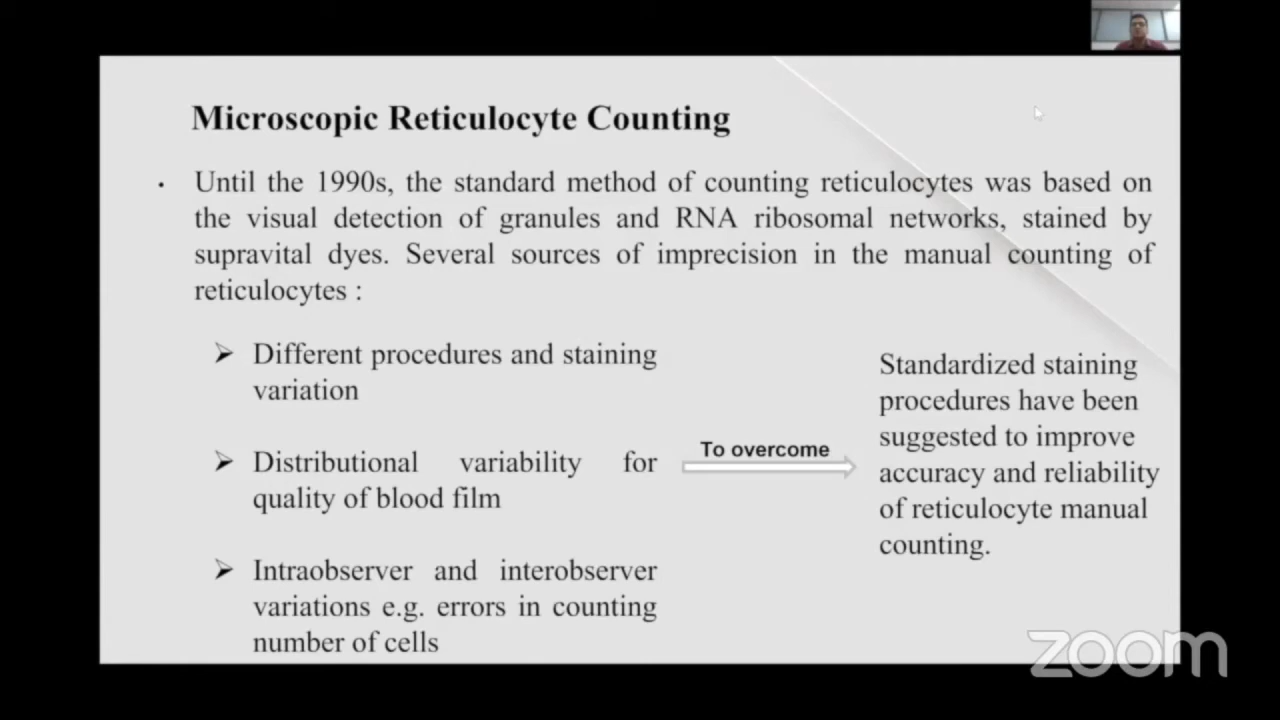 Microscopic Reticulocyte Counting
• Until the 1990s, the standard method of counting reticulocytes was based on
the visual detection of granules and RNA ribosomal networks, stained by
supravital dyes. Several sources of imprecision in the manual counting of
reticulocytes :
➢ Different procedures and staining
variation
➢ Distributional variability for
quality of blood film
➢ Intraobserver and interobserver
variations e.g. errors in counting
number of cells
To overcome
Standardized staining
procedures have been
suggested to improve
accuracy and reliability
of reticulocyte manual
counting.
zoom